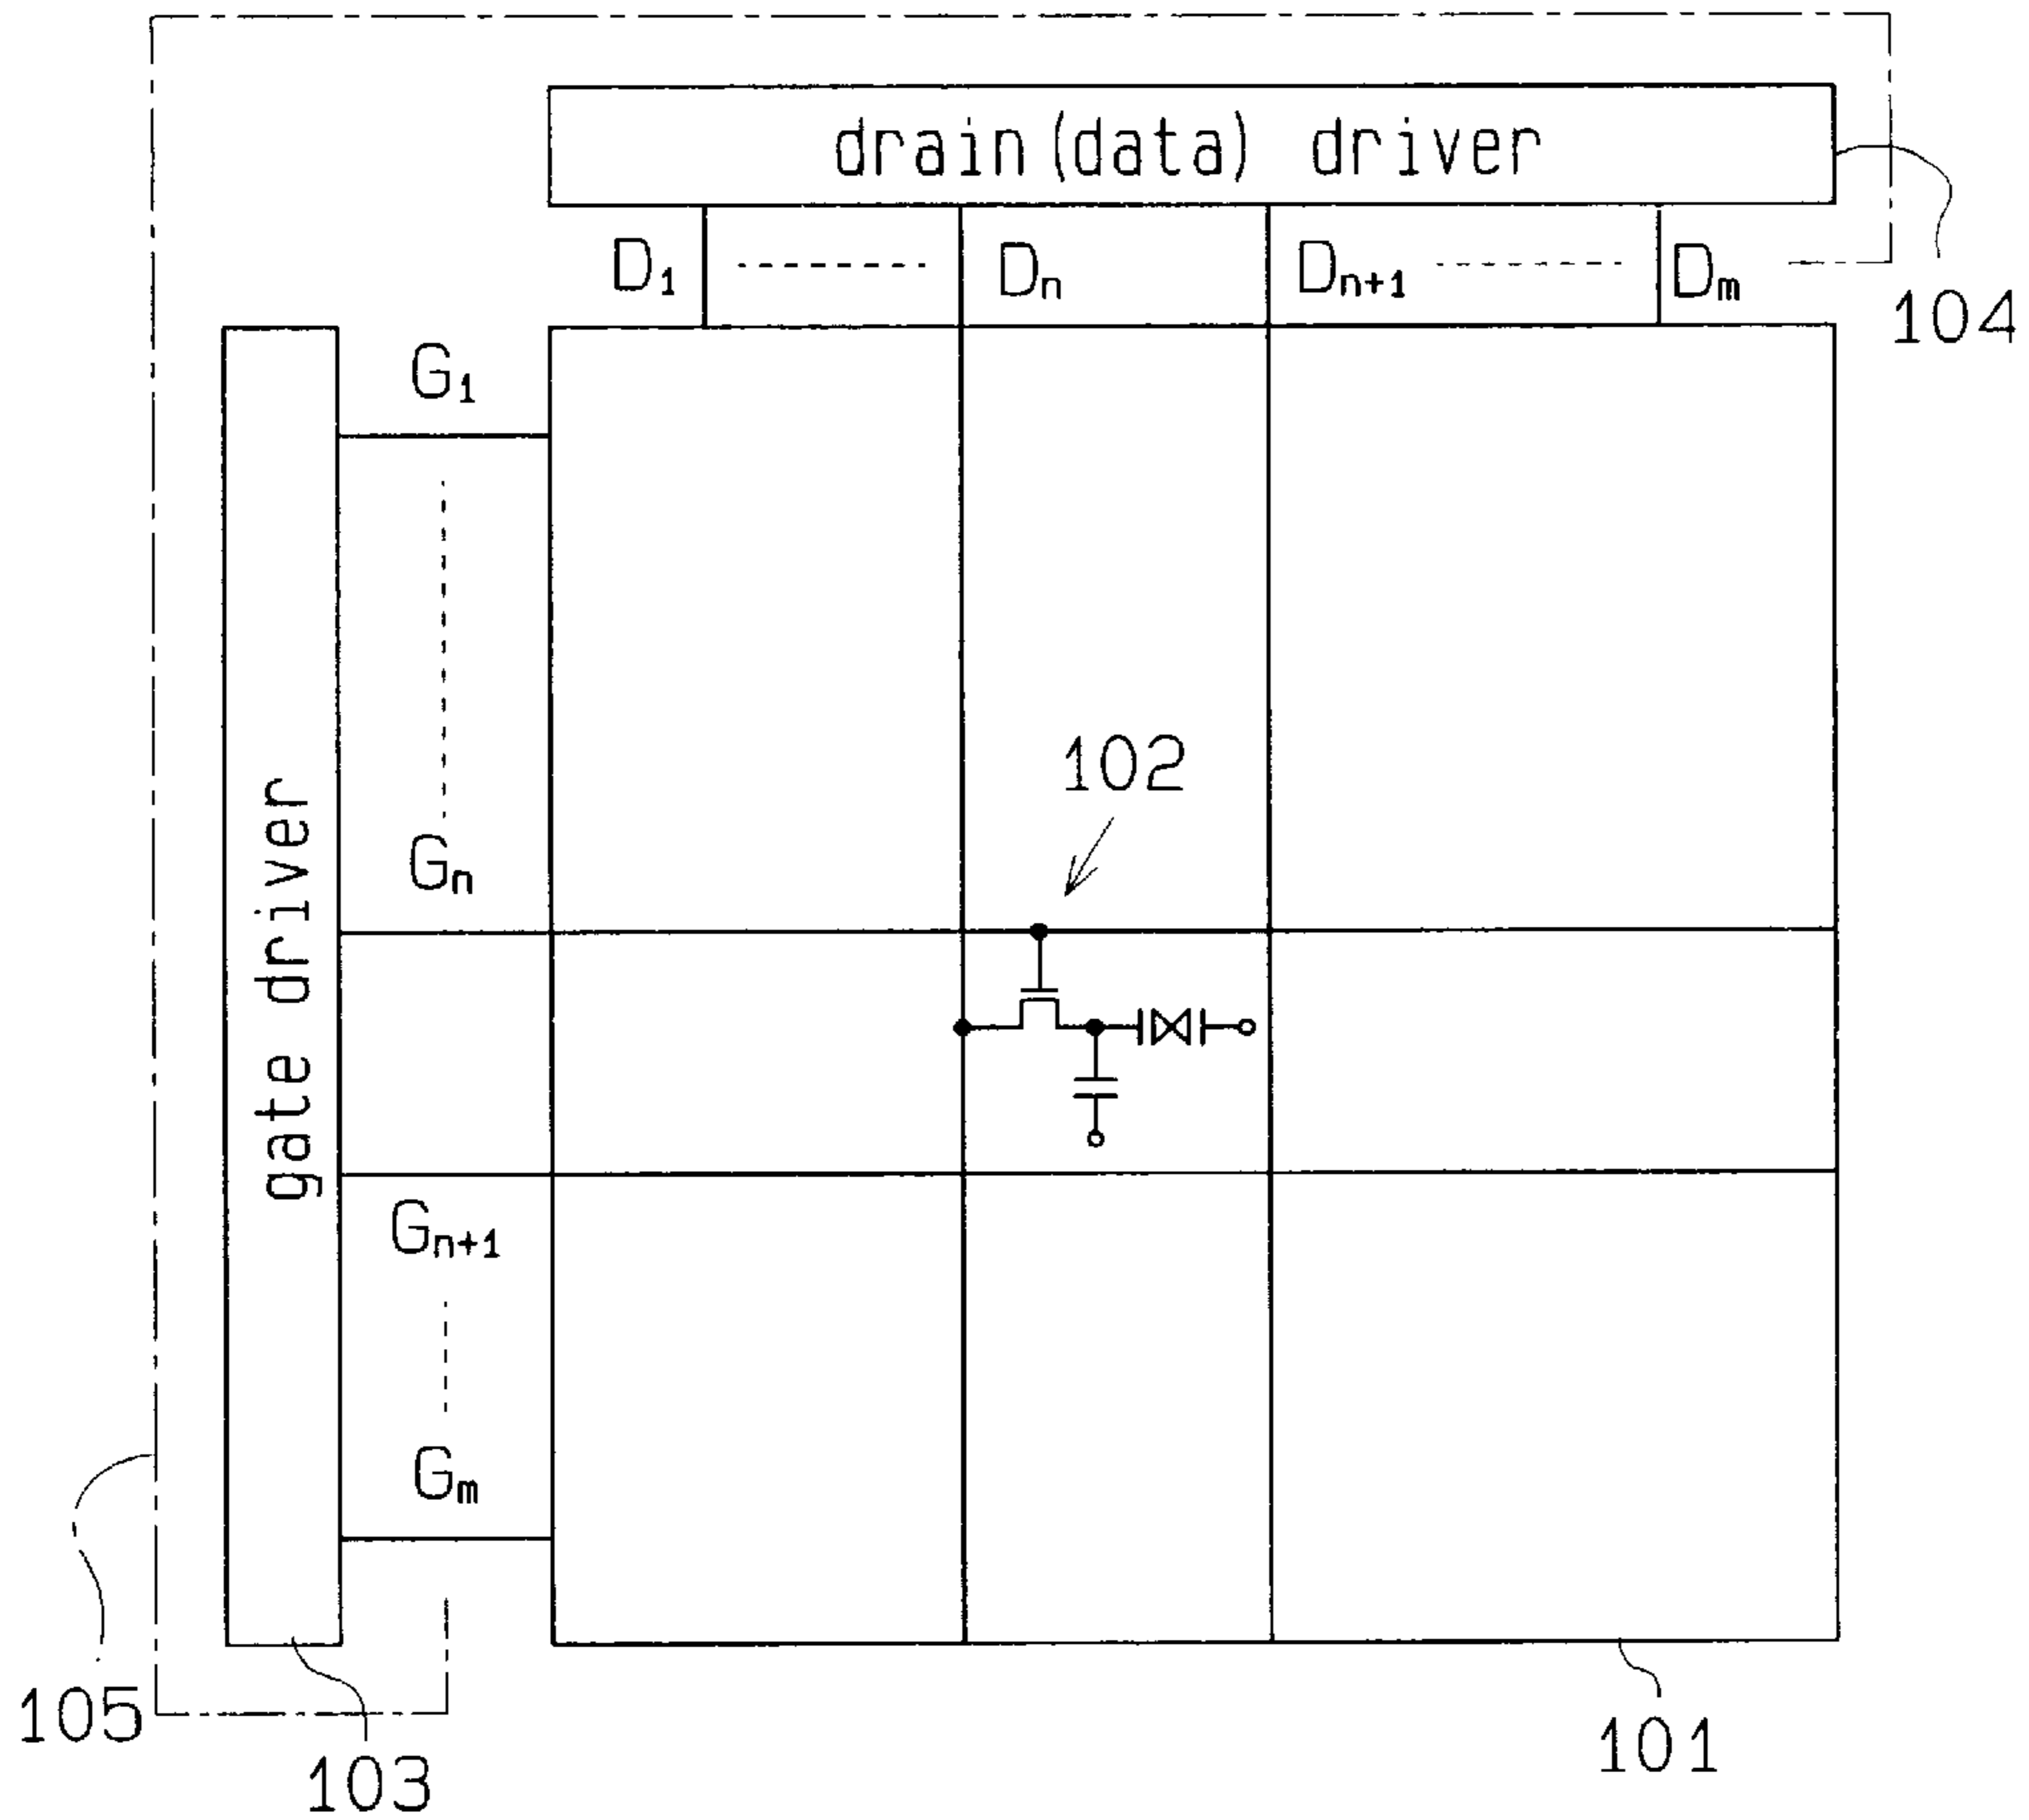 drain(data) driver
D₁ Dₙ Dₙ₊₁ Dₘ
104
G₁
102
Gₙ
gate driver
Gₙ₊₁
Gₘ
105
103
101